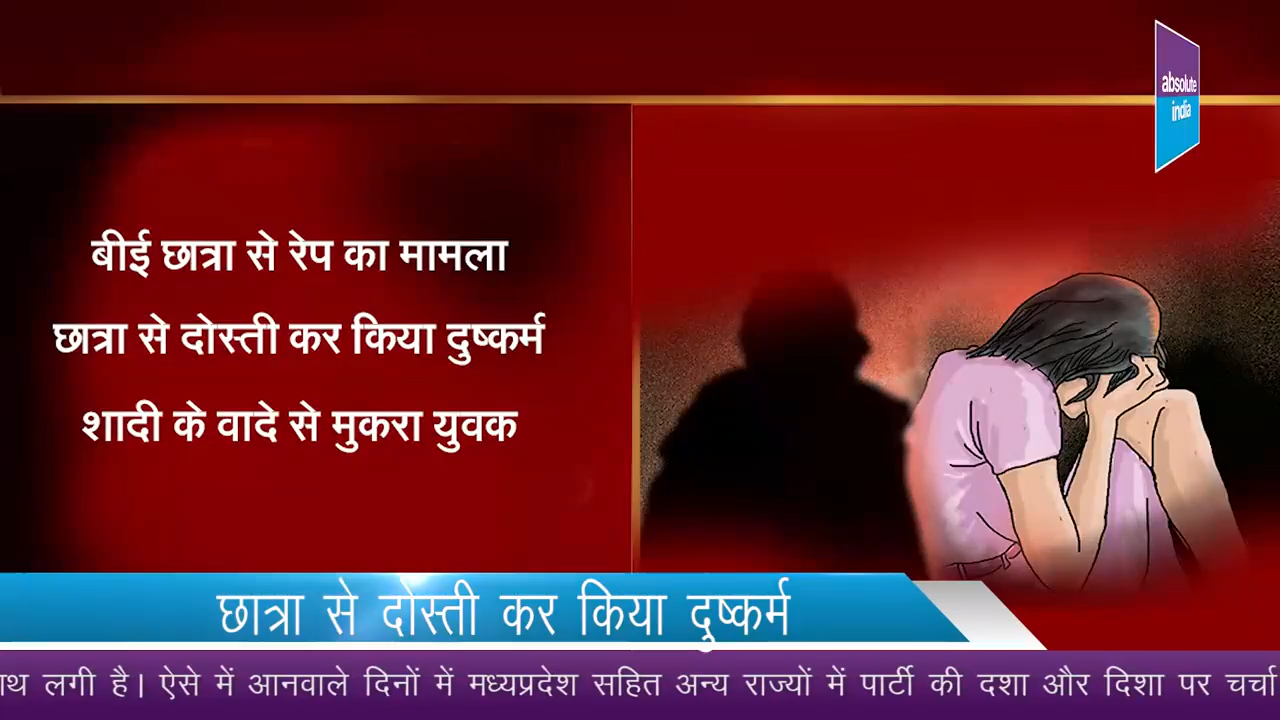 absolute
india
बीई छात्रा से रेप का मामला
छात्रा से दोस्ती कर किया दुष्कर्म
शादी के वादे से मुकरा युवक
छात्रा से दोस्ती कर किया दुष्कर्म
लगी है। ऐसे में आनवाले दिनों में मध्यप्रदेश सहित अन्य राज्यों में पार्टी की दशा और दिशा पर चर्चा